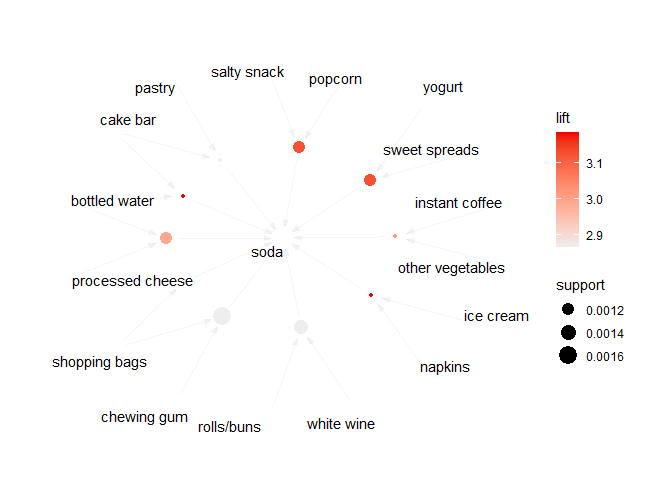 salty snack
popcorn
pastry
yogurt
cake bar
sweet spreads
bottled water
instant coffee
soda
other vegetables
processed cheese
ice cream
shopping bags
napkins
chewing gum
rolls/buns
white wine
lift
3.1
3.0
2.9
support
0.0012
0.0014
0.0016